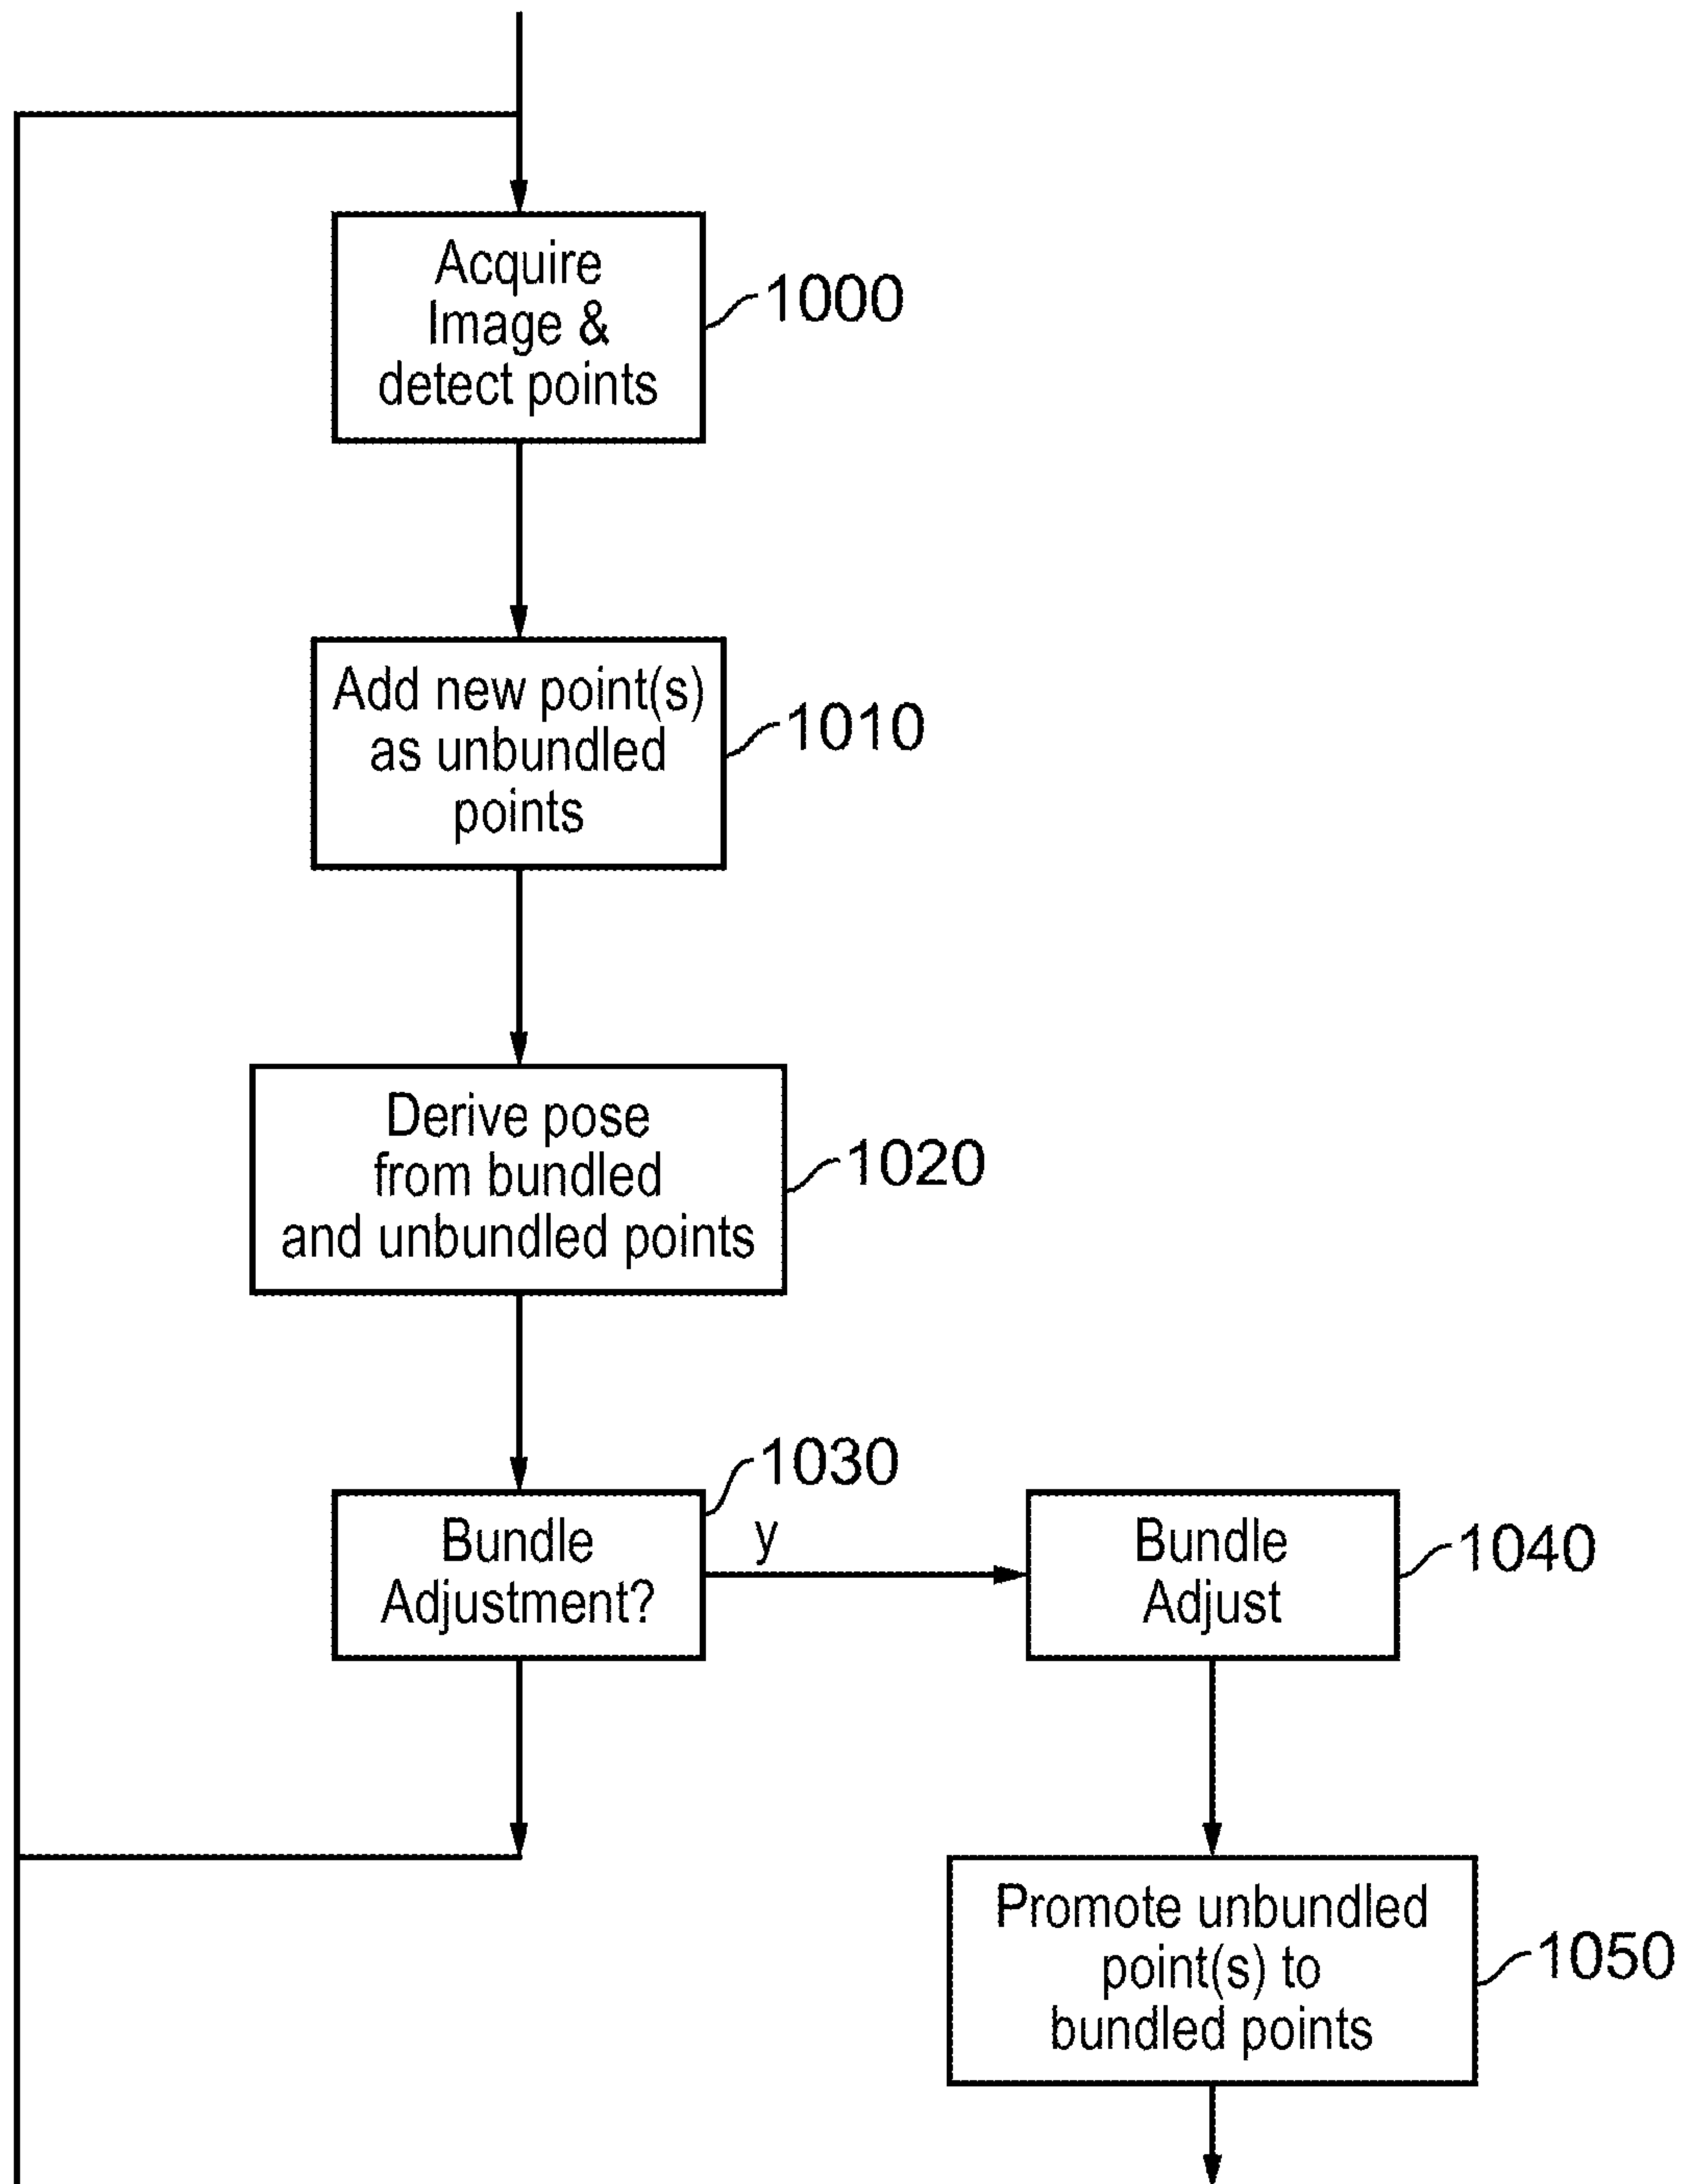 Acquire
Image &
detect points
1000
Add new point(s)
as unbundled
points
1010
Derive pose
from bundled
and unbundled points
1020
Bundle
Adjustment?
1030
y
Bundle
Adjust
1040
Promote unbundled
point(s) to
bundled points
1050